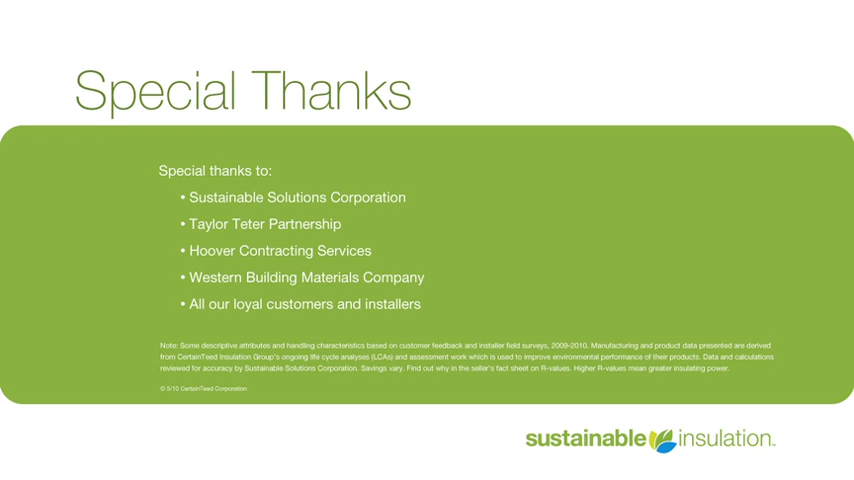 Special Thanks
Special thanks to:
• Sustainable Solutions Corporation
• Taylor Teter Partnership
• Hoover Contracting Services
• Western Building Materials Company
• All our loyal customers and installers
Note: Some descriptive attributes and handling characteristics based on customer feedback and installer field surveys, 2009-2010. Manufacturing and product data presented are derived
from CertainTeed Insulation Group's ongoing life cycle analyses (LCAs) and assessment work which is used to improve environmental performance of their products. Data and calculations
reviewed for accuracy by Sustainable Solutions Corporation. Savings vary. Find out why in the seller's fact sheet on R-values. Higher R-values mean greater insulating power.
© 5/10 CertainTeed Corporation
sustainable insulation™